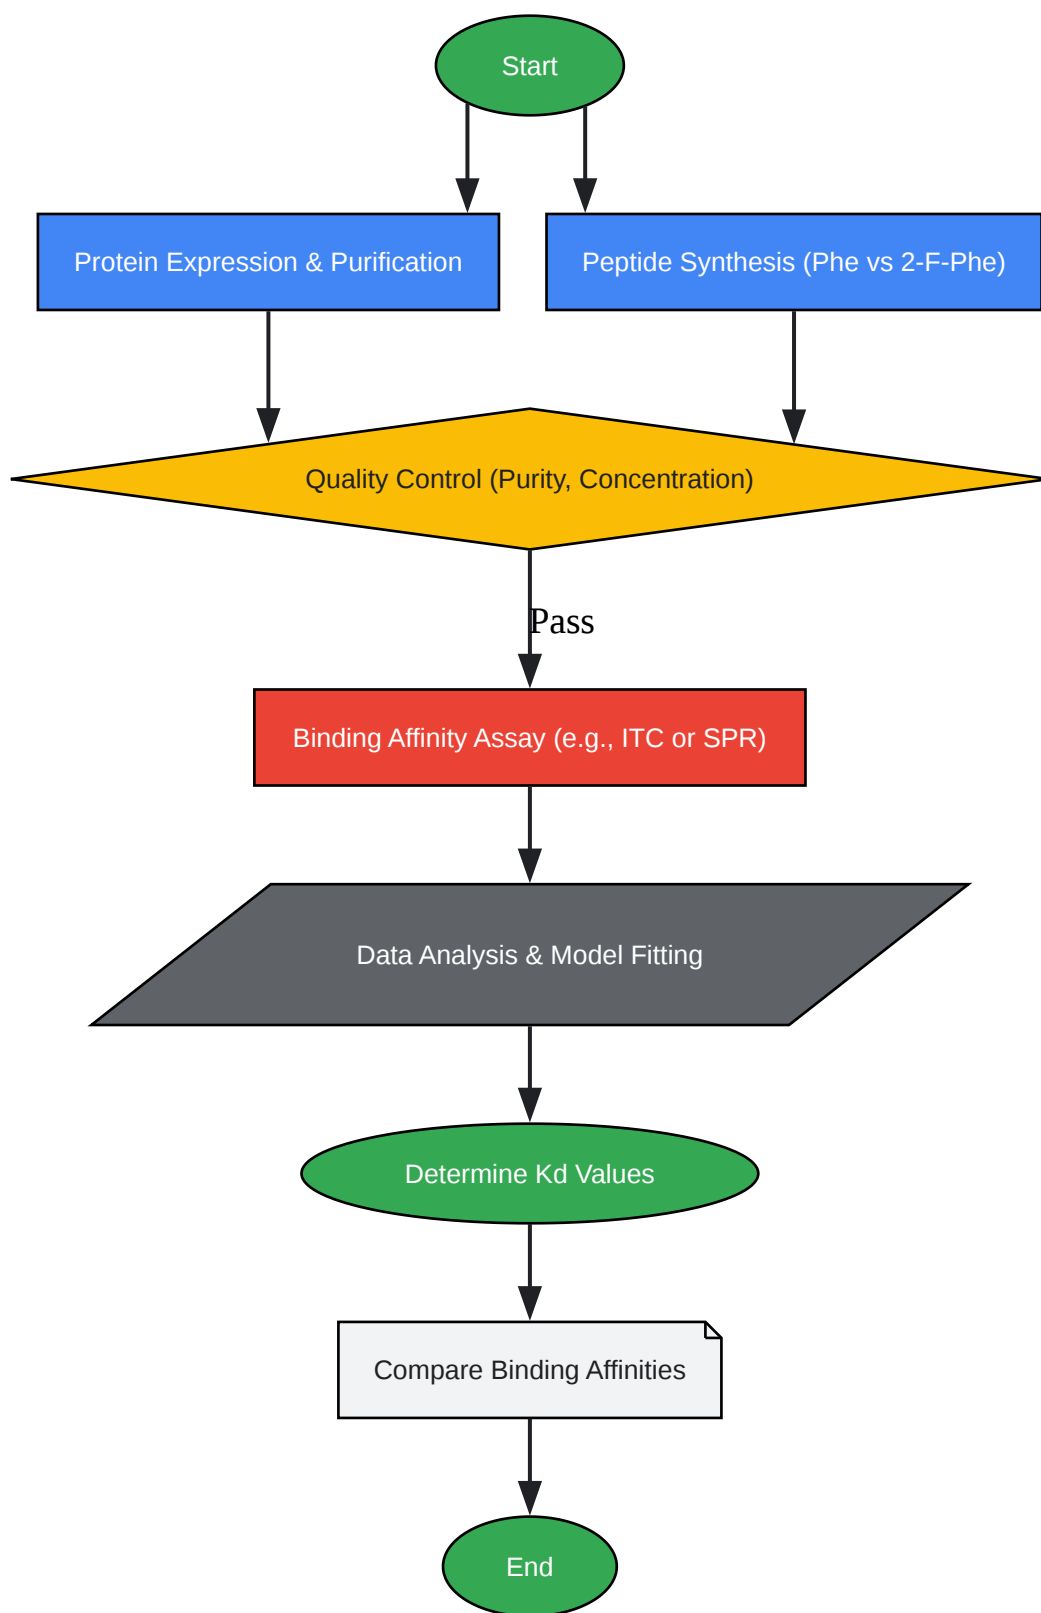 Start
Protein Expression & Purification
Peptide Synthesis (Phe vs 2-F-Phe)
Quality Control (Purity, Concentration)
Pass
Binding Affinity Assay (e.g., ITC or SPR)
Data Analysis & Model Fitting
Determine Kd Values
Compare Binding Affinities
End